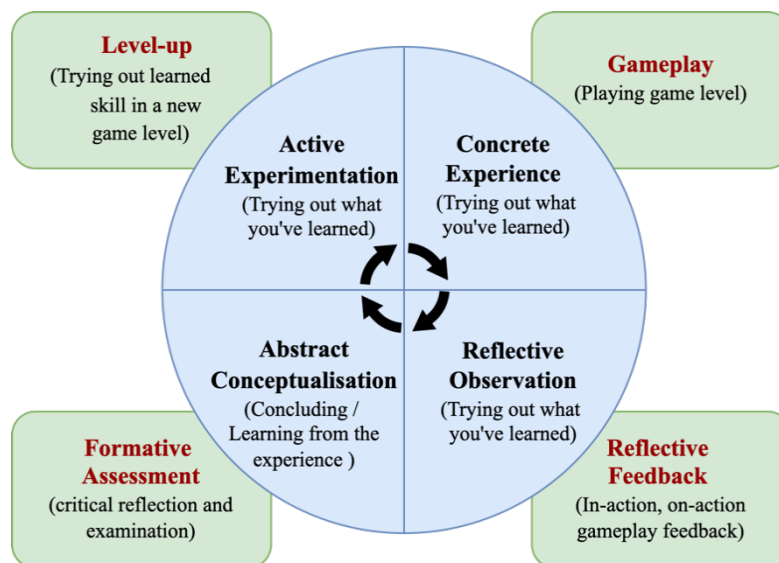 Level-up
(Trying out learned
skill in a new
game level)
Gameplay
(Playing game level)
Active
Experimentation
(Trying out what
you've learned)
Concrete
Experience
(Trying out what
you've learned)
Abstract
Conceptualisation
(Concluding /
Learning from the
experience )
Reflective
Observation
(Trying out what
you've learned)
Formative
Assessment
(critical reflection and
examination)
Reflective
Feedback
(In-action, on-action
gameplay feedback)